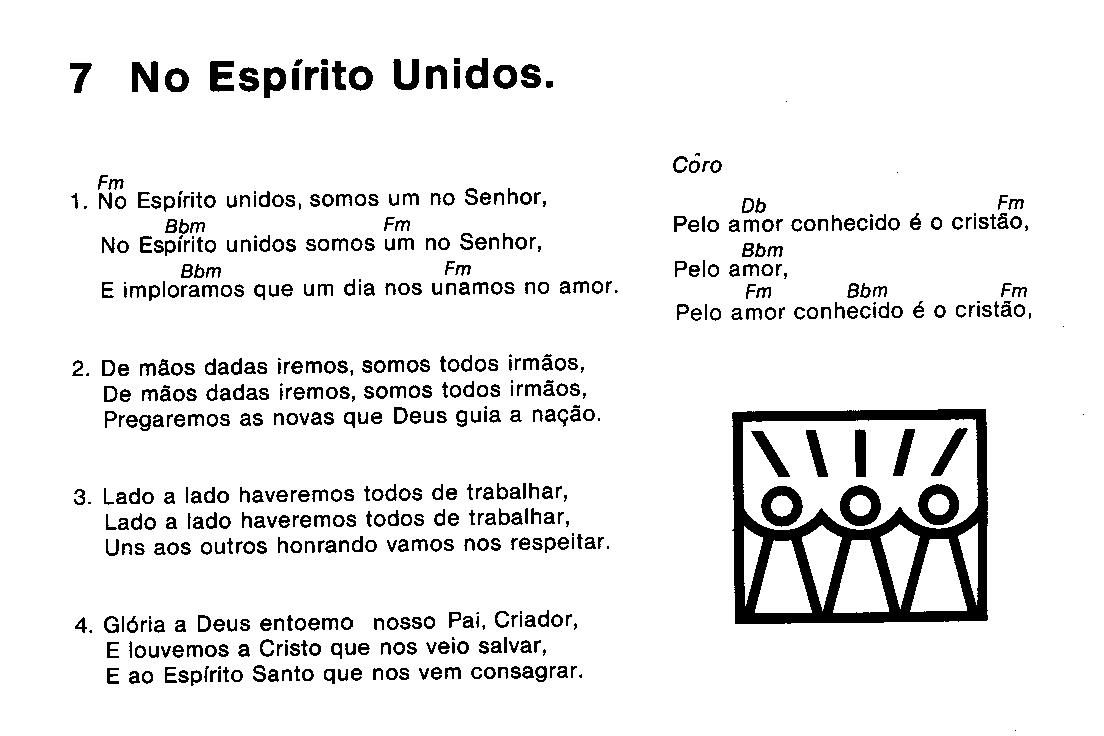 7 No Espírito Unidos.
Fm
1. No Espírito unidos, somos um no Senhor,
Bbm Fm
No Espírito unidos somos um no Senhor,
Bbm Fm
E imploramos que um dia nos unamos no amor.
2. De mãos dadas iremos, somos todos irmãos,
De mãos dadas iremos, somos todos irmãos,
Pregaremos as novas que Deus guia a nação.
3. Lado a lado haveremos todos de trabalhar,
Lado a lado haveremos todos de trabalhar,
Uns aos outros honrando vamos nos respeitar.
4. Glória a Deus entoemo nosso Pai, Criador,
E louvemos a Cristo que nos veio salvar,
E ao Espírito Santo que nos vem consagrar.
Côro
Db Fm
Pelo amor conhecido é o cristão,
Bbm
Pelo amor,
Fm Bbm Fm
Pelo amor conhecido é o cristão,